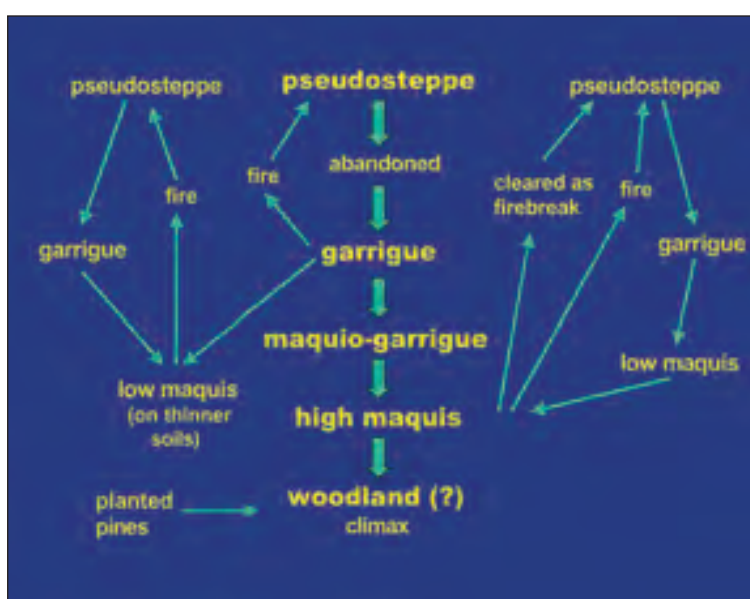 pseudosteppe
fire
garrigue
low maquis
(on thinner
soils)
planted
pines
pseudosteppe
abandoned
fire
garrigue
maquio-garrigue
high maquis
woodland (?)
climax
pseudosteppe
cleared as
firebreak
fire
garrigue
low maquis